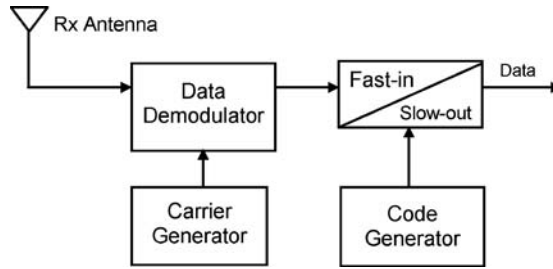 Rx Antenna
Data
Demodulator
Fast-in
Slow-out
Data
Carrier
Generator
Code
Generator